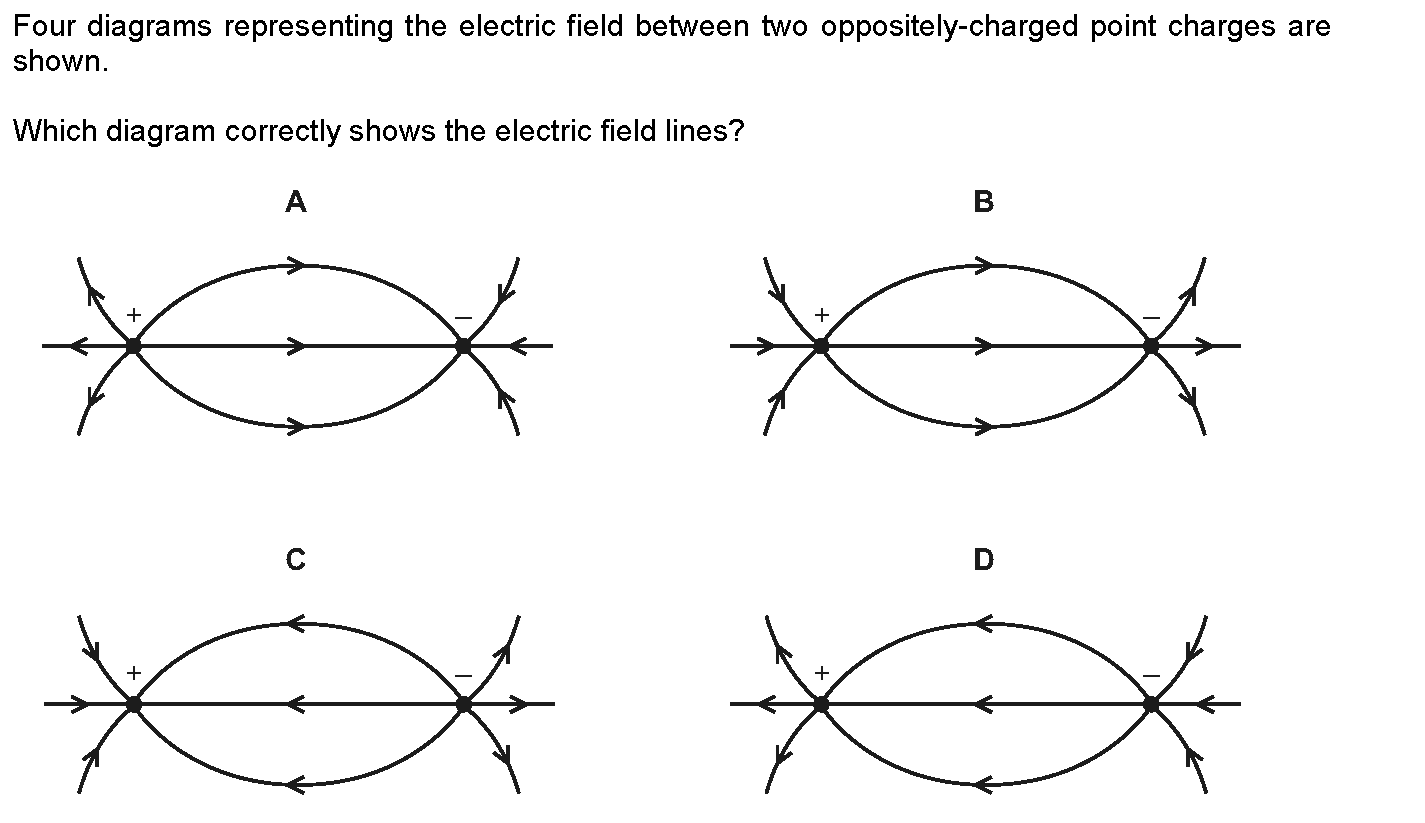 Four diagrams representing the electric field between two oppositely-charged point charges are
shown.
Which diagram correctly shows the electric field lines?
A
B
+
–
+
–
C
D
+
–
+
–